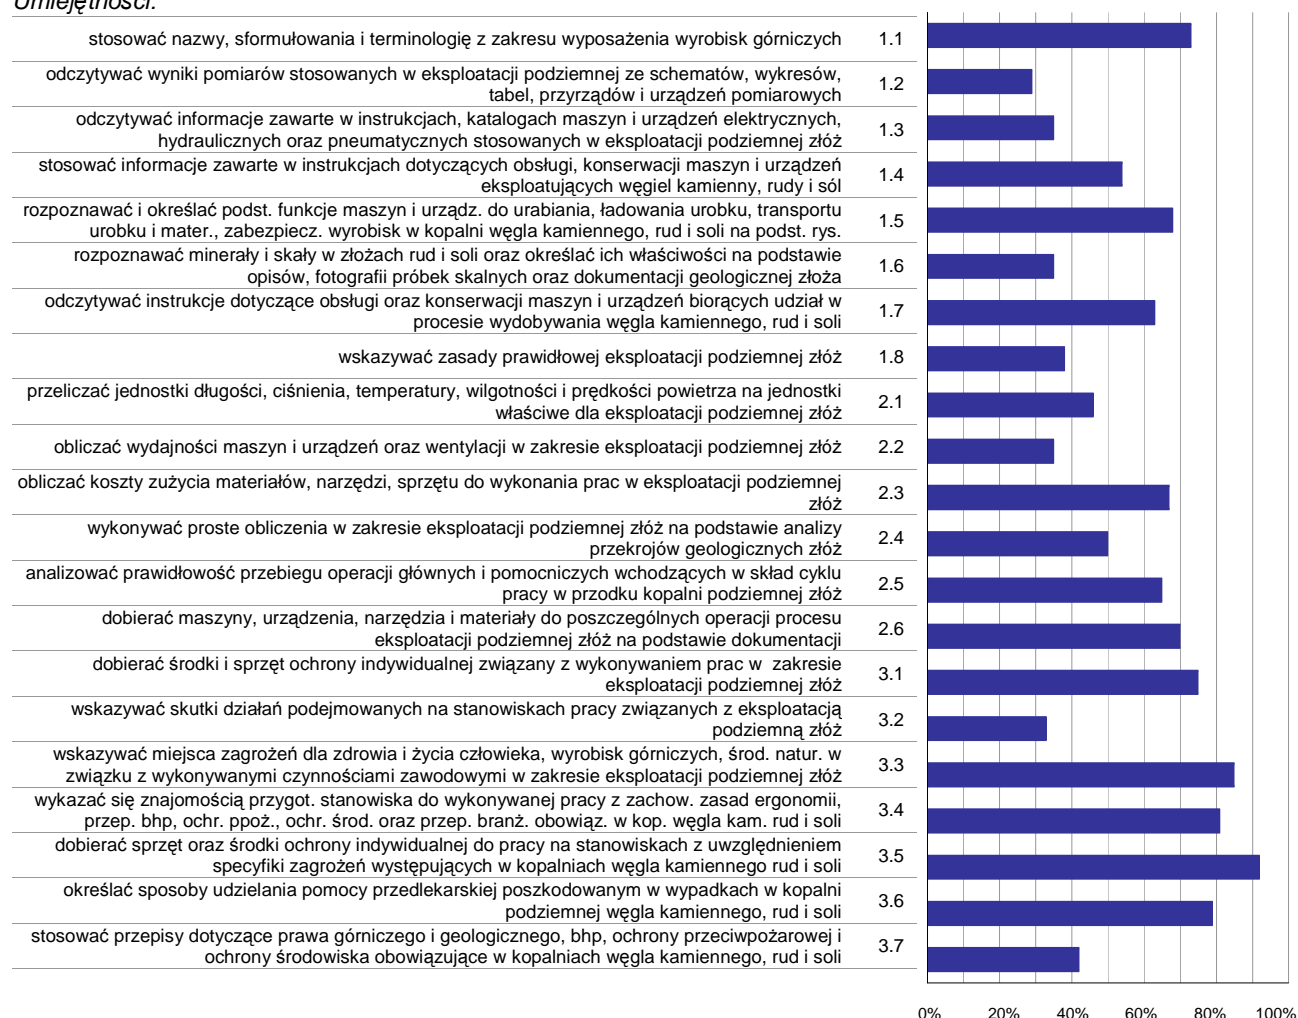 Umiejętności:
stosować nazwy, sformułowania i terminologię z zakresu wyposażenia wyrobisk górniczych 1.1
odczytywać wyniki pomiarów stosowanych w eksploatacji podziemnej ze schematów, wykresów,
tabel, przyrządów i urządzeń pomiarowych 1.2
odczytywać informacje zawarte w instrukcjach, katalogach maszyn i urządzeń elektrycznych,
hydraulicznych oraz pneumatycznych stosowanych w eksploatacji podziemnej złóż 1.3
stosować informacje zawarte w instrukcjach dotyczących obsługi, konserwacji maszyn i urządzeń
eksploatujących węgiel kamienny, rudy i sól 1.4
rozpoznawać i określać podst. funkcje maszyn i urządz. do urabiania, ładowania urobku, transportu
urobku i mater., zabezpiecz. wyrobisk w kopalni węgla kamiennego, rud i soli na podst. rys. 1.5
rozpoznawać minerały i skały w złożach rud i soli oraz określać ich właściwości na podstawie
opisów, fotografii próbek skalnych oraz dokumentacji geologicznej złoża 1.6
odczytywać instrukcje dotyczące obsługi oraz konserwacji maszyn i urządzeń biorących udział w
procesie wydobywania węgla kamiennego, rud i soli 1.7
wskazywać zasady prawidłowej eksploatacji podziemnej złóż 1.8
przeliczać jednostki długości, ciśnienia, temperatury, wilgotności i prędkości powietrza na jednostki
właściwe dla eksploatacji podziemnej złóż 2.1
obliczać wydajności maszyn i urządzeń oraz wentylacji w zakresie eksploatacji podziemnej złóż 2.2
obliczać koszty zużycia materiałów, narzędzi, sprzętu do wykonania prac w eksploatacji podziemnej
złóż 2.3
wykonywać proste obliczenia w zakresie eksploatacji podziemnej złóż na podstawie analizy
przekrojów geologicznych złóż 2.4
analizować prawidłowość przebiegu operacji głównych i pomocniczych wchodzących w skład cyklu
pracy w przodku kopalni podziemnej złóż 2.5
dobierać maszyny, urządzenia, narzędzia i materiały do poszczególnych operacji procesu
eksploatacji podziemnej złóż na podstawie dokumentacji 2.6
dobierać środki i sprzęt ochrony indywidualnej związany z wykonywaniem prac w zakresie
eksploatacji podziemnej złóż 3.1
wskazywać skutki działań podejmowanych na stanowiskach pracy związanych z eksploatacją
podziemną złóż 3.2
wskazywać miejsca zagrożeń dla zdrowia i życia człowieka, wyrobisk górniczych, środ. natur. w
związku z wykonywanymi czynnościami zawodowymi w zakresie eksploatacji podziemnej złóż 3.3
wykazać się znajomością przygot. stanowiska do wykonywanej pracy z zachow. zasad ergonomii,
przep. bhp, ochr. ppoż., ochr. środ. oraz przep. branż. obowiąz. w kop. węgla kam. rud i soli 3.4
dobierać sprzęt oraz środki ochrony indywidualnej do pracy na stanowiskach z uwzględnieniem
specyfiki zagrożeń występujących w kopalniach węgla kamiennego rud i soli 3.5
określać sposoby udzielania pomocy przedlekarskiej poszkodowanym w wypadkach w kopalni
podziemnej węgla kamiennego, rud i soli 3.6
stosować przepisy dotyczące prawa górniczego i geologicznego, bhp, ochrony przeciwpożarowej i
ochrony środowiska obowiązujące w kopalniach węgla kamiennego, rud i soli 3.7
0% 20% 40% 60% 80% 100%